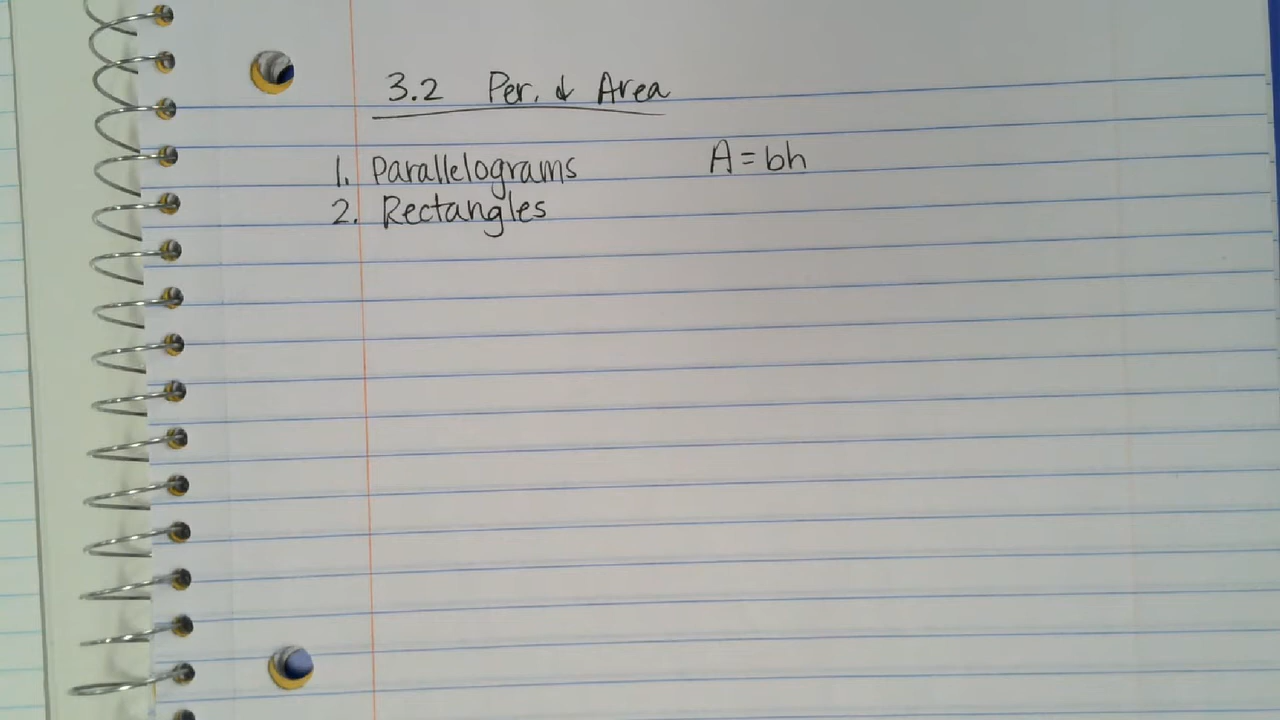 3.2 Per. & Area
1. Parallelograms A = bh
2. Rectangles